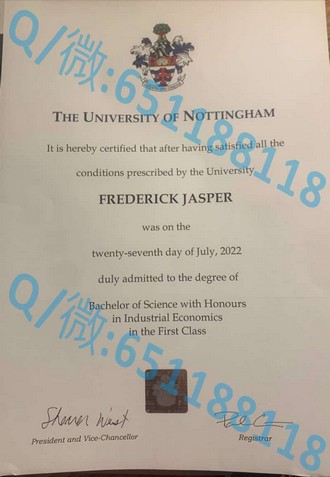 THE UNIVERSITY OF NOTTINGHAM
It is hereby certified that after having satisfied all the
conditions prescribed by the University
FREDERICK JASPER
was on the
twenty-seventh day of July, 2022
duly admitted to the degree of
Bachelor of Science with Honours
in Industrial Economics
in the First Class
President and Vice-Chancellor
Registrar
Q/微:651188118
Q/微:651188118